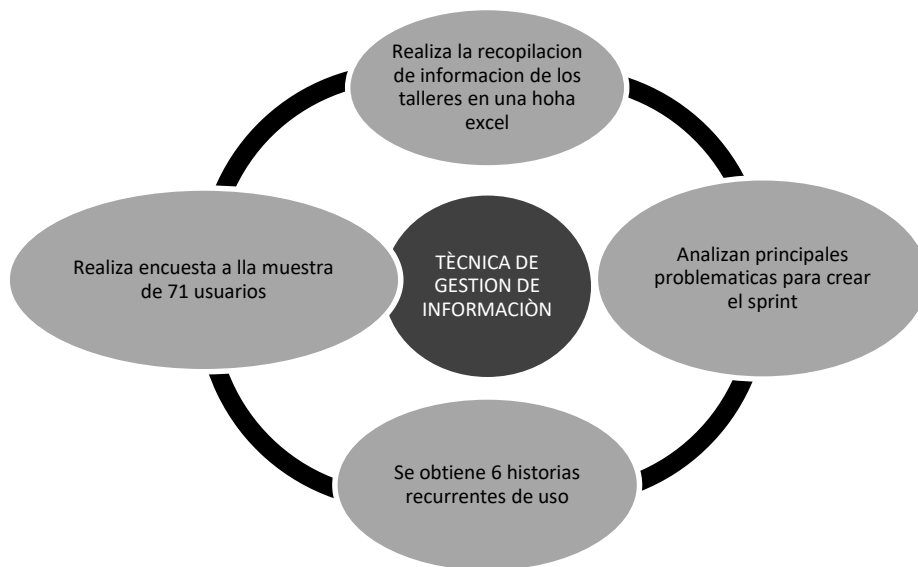 Realiza la recopilacion
de informacion de los
talleres en una hoha
excel
Realiza encuesta a lla muestra
de 71 usuarios
TÈCNICA DE
GESTION DE
INFORMACIÒN
Analizan principales
problematicas para crear
el sprint
Se obtiene 6 historias
recurrentes de uso